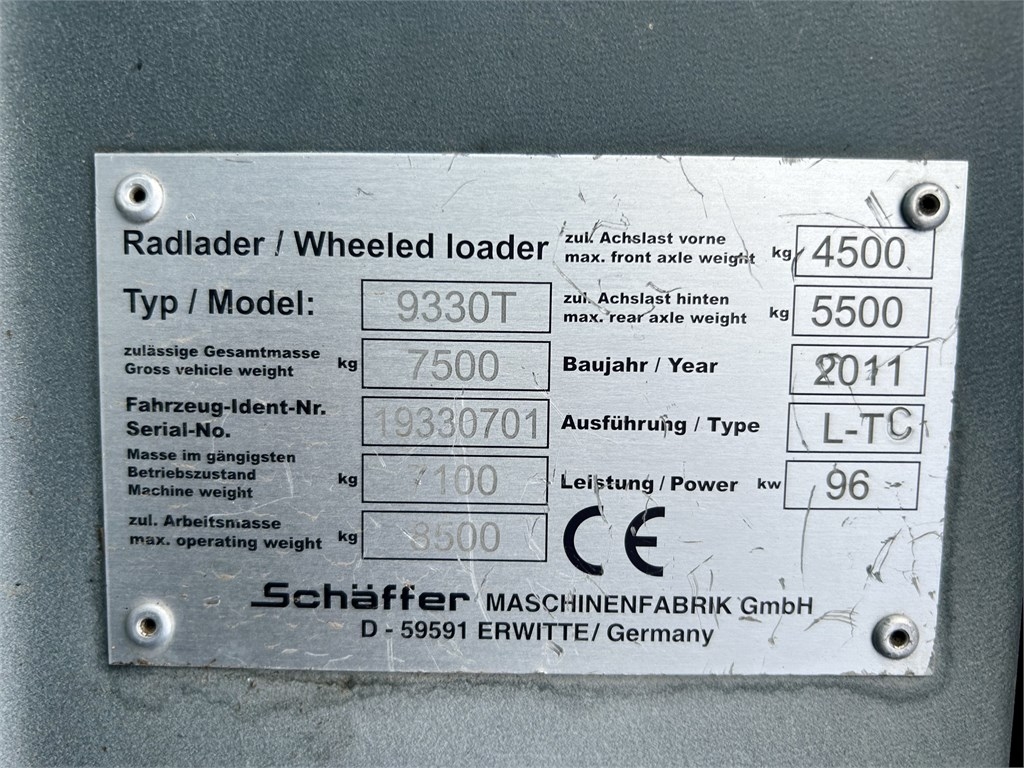 Radlader / Wheeled loader
Typ / Model: 9330T
zulässige Gesamtmasse
Gross vehicle weight kg 7500
Fahrzeug-Ident-Nr.
Serial-No. 19330701
Masse im gängigsten
Betriebszustand
Machine weight kg 7100
zul. Arbeitsmasse
max. operating weight kg 8500
zul. Achslast vorne
max. front axle weight kg 4500
zul. Achslast hinten
max. rear axle weight kg 5500
Baujahr / Year 2011
Ausführung / Type L-TC
Leistung / Power kw 96
CE
Schäffer MASCHINENFABRIK GmbH
D - 59591 ERWITTE/ Germany